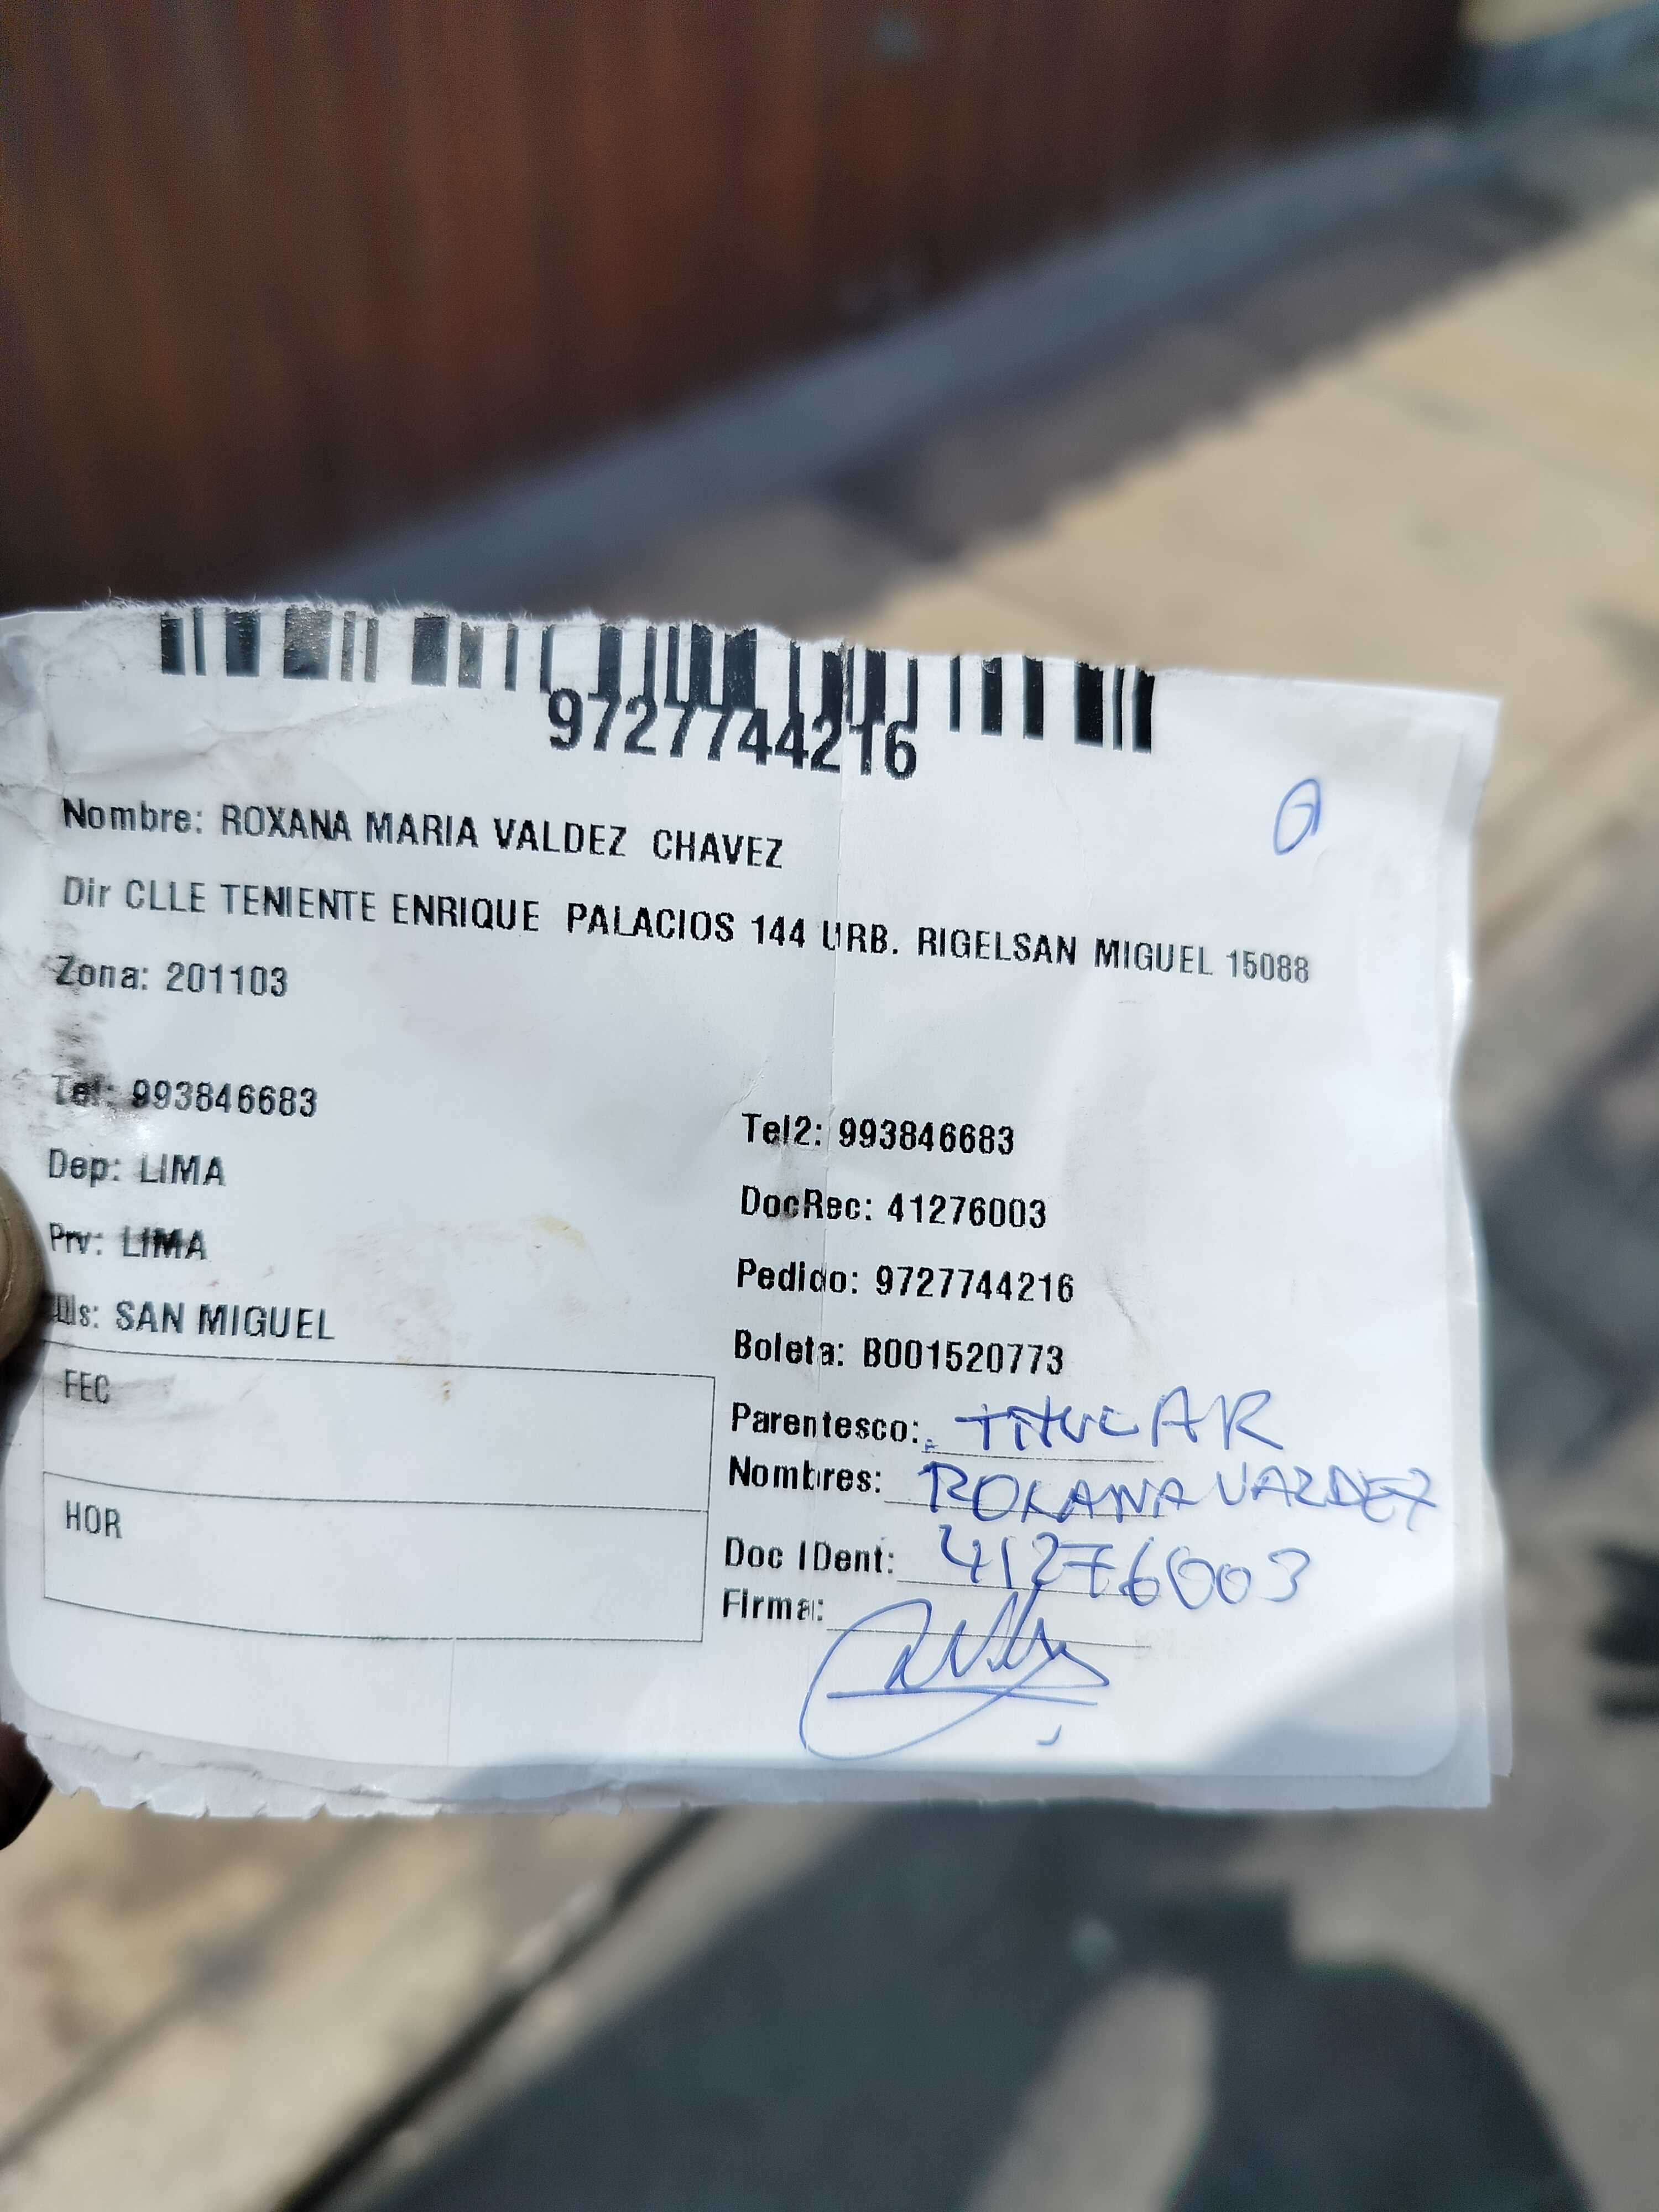 9727744216
Nombre: ROXANA MARIA VALDEZ CHAVEZ
Dir CLLE TENIENTE ENRIQUE PALACIOS 144 URB. RIGELSAN MIGUEL 15088
Zona: 201103
Tel: 993846683
Tel2: 993846683
Dep: LIMA
DocRec: 41276003
Prv: LIMA
Pedido: 9727744216
Dis: SAN MIGUEL
Boleta: B001520773
FEC
Parentesco: TITULAR
Nombres: ROXANA VALDEZ
HOR
Doc IDent: 41276003
Firma: